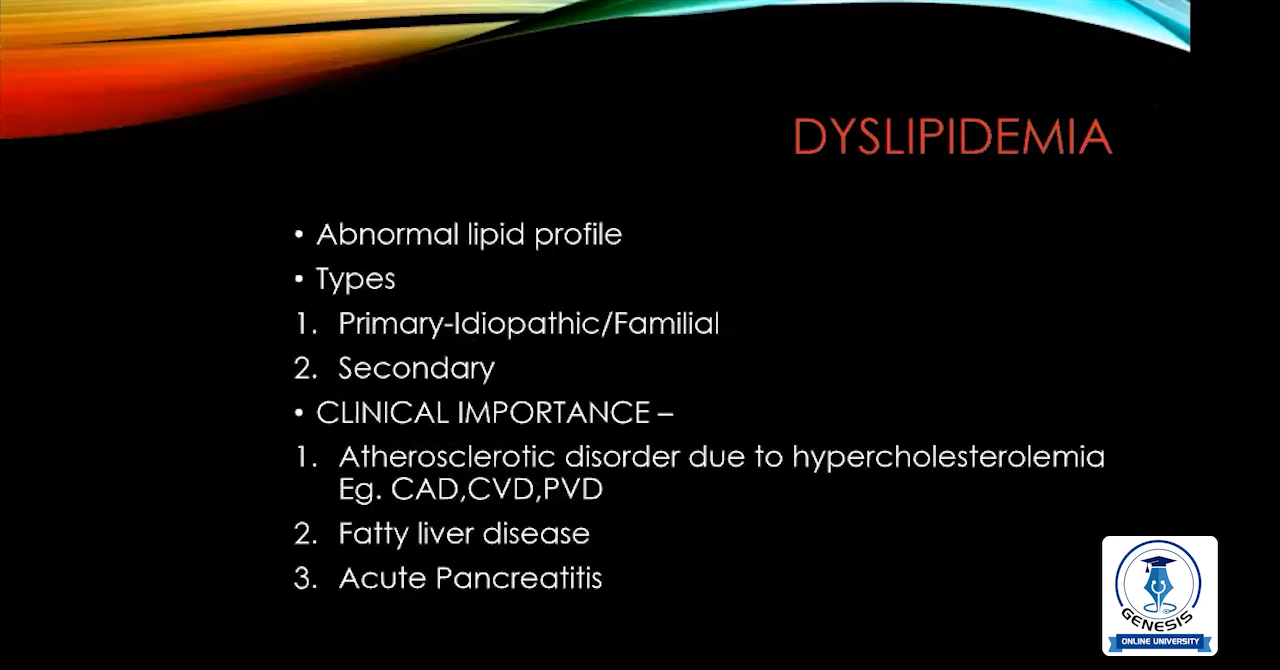 DYSLIPIDEMIA
• Abnormal lipid profile
• Types
1. Primary-Idiopathic/Familial
2. Secondary
• CLINICAL IMPORTANCE –
1. Atherosclerotic disorder due to hypercholesterolemia
Eg. CAD,CVD,PVD
2. Fatty liver disease
3. Acute Pancreatitis
GENESIS
ONLINE UNIVERSITY